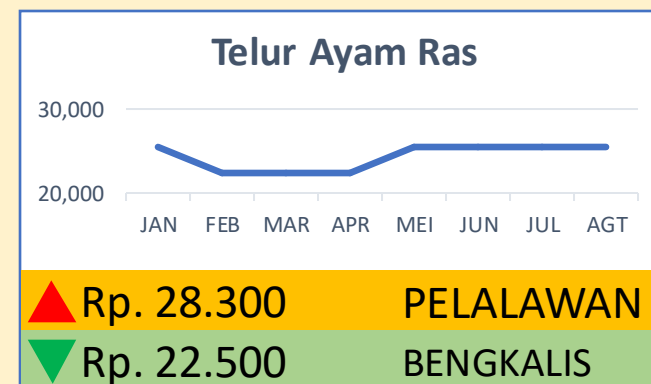 Telur Ayam Ras
30,000
20,000
JAN FEB MAR APR MEI JUN JUL AGT
Rp. 28.300 PELALAWAN
Rp. 22.500 BENGKALIS